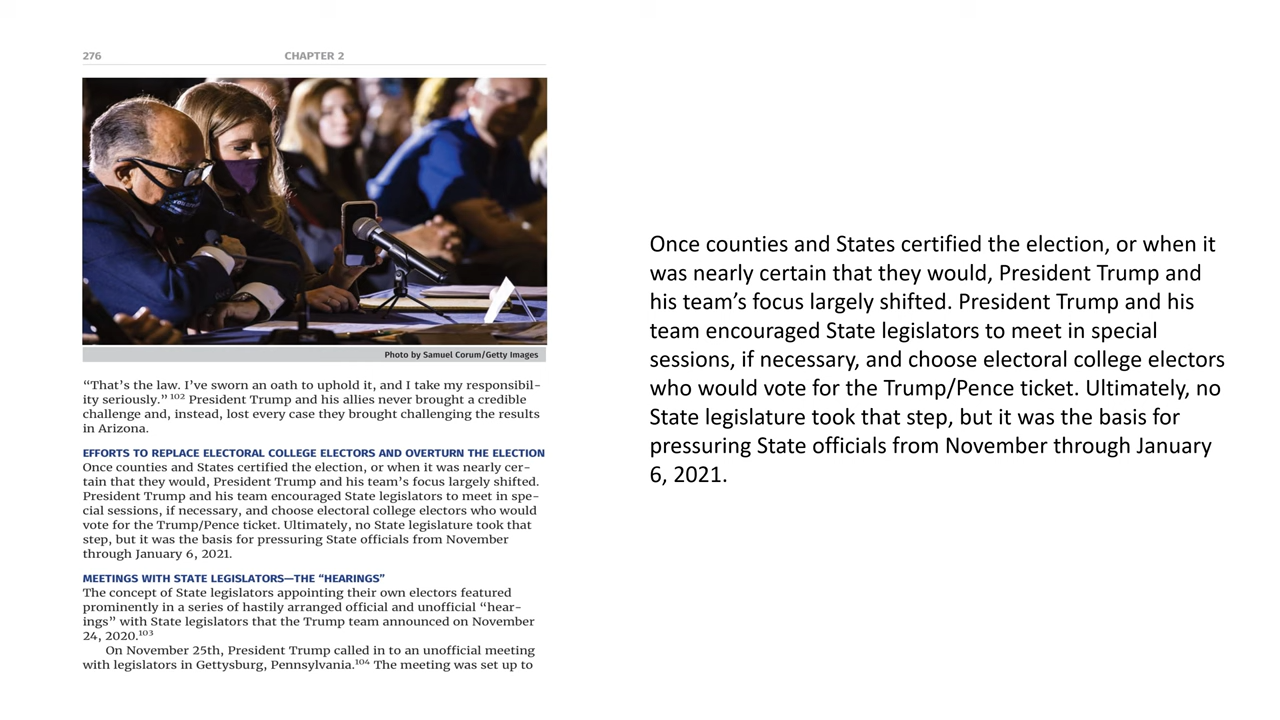 276
CHAPTER 2
Photo by Samuel Corum/Getty Images
“That’s the law. I’ve sworn an oath to uphold it, and I take my responsibil-
ity seriously.” 102 President Trump and his allies never brought a credible
challenge and, instead, lost every case they brought challenging the results
in Arizona.
EFFORTS TO REPLACE ELECTORAL COLLEGE ELECTORS AND OVERTURN THE ELECTION
Once counties and States certified the election, or when it was nearly cer-
tain that they would, President Trump and his team’s focus largely shifted.
President Trump and his team encouraged State legislators to meet in spe-
cial sessions, if necessary, and choose electoral college electors who would
vote for the Trump/Pence ticket. Ultimately, no State legislature took that
step, but it was the basis for pressuring State officials from November
through January 6, 2021.
MEETINGS WITH STATE LEGISLATORS—THE “HEARINGS”
The concept of State legislators appointing their own electors featured
prominently in a series of hastily arranged official and unofficial “hear-
ings” with State legislators that the Trump team announced on November
24, 2020.103
On November 25th, President Trump called in to an unofficial meeting
with legislators in Gettysburg, Pennsylvania.104 The meeting was set up to
Once counties and States certified the election, or when it
was nearly certain that they would, President Trump and
his team’s focus largely shifted. President Trump and his
team encouraged State legislators to meet in special
sessions, if necessary, and choose electoral college electors
who would vote for the Trump/Pence ticket. Ultimately, no
State legislature took that step, but it was the basis for
pressuring State officials from November through January
6, 2021.